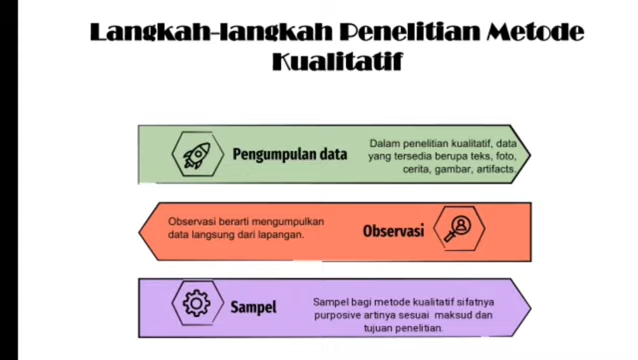 Langkah-langkah Penelitian Metode
Kualitatif
Pengumpulan data
Dalam penelitian kualitatif, data
yang tersedia berupa teks, foto,
cerita, gambar, artifacts.
Observasi berarti mengumpulkan
data langsung dari lapangan.
Observasi
Sampel
Sampel bagi metode kualitatif sifatnya
purposive artinya sesuai maksud dan
tujuan penelitian.